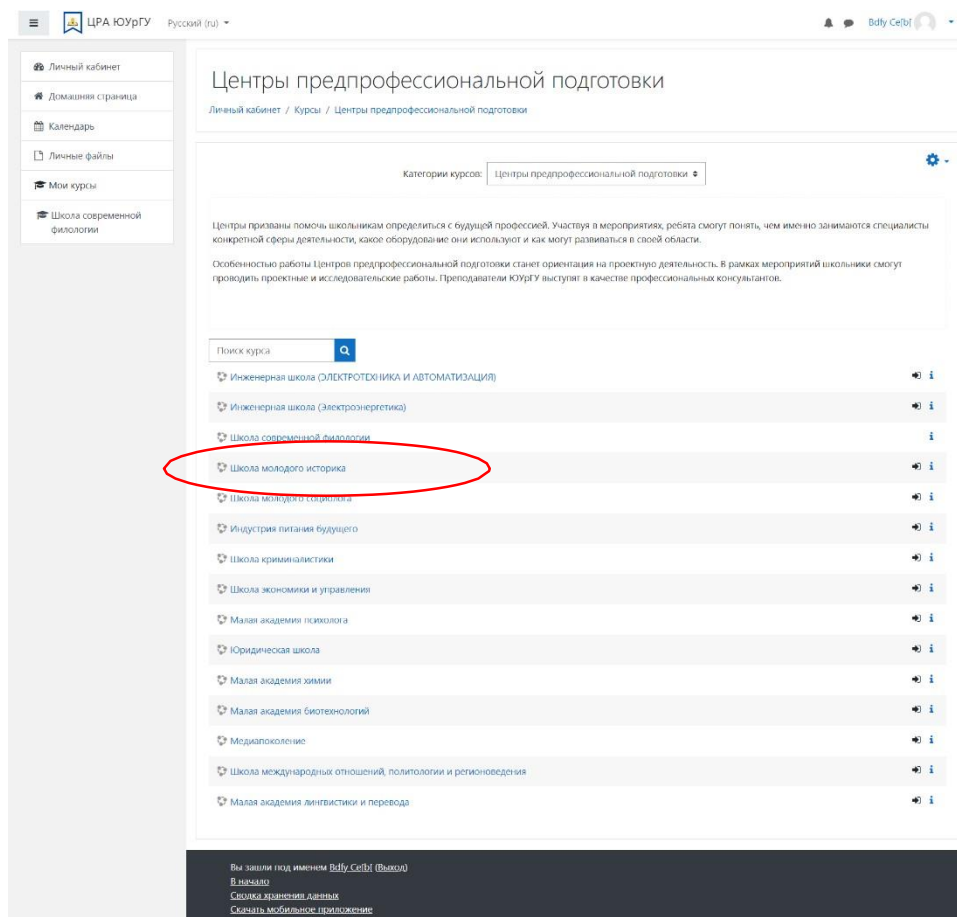 ЦРА ЮУрГУ Русский (ru)
Bdfy Ce[b[
Личный кабинет
Домашняя страница
Календарь
Личные файлы
Мои курсы
Школа современной
филологии
Центры предпрофессиональной подготовки
Личный кабинет / Курсы / Центры предпрофессиональной подготовки
Категории курсов: Центры предпрофессиональной подготовки
Центры призваны помочь школьникам определиться с будущей профессией. Участвуя в мероприятиях, ребята смогут понять, чем именно занимаются специалисты
конкретной сферы деятельности, какое оборудование они используют и как могут развиваться в своей области.
Особенностью работы Центров предпрофессиональной подготовки станет ориентация на проектную деятельность. В рамках мероприятий школьники смогут
проводить проектные и исследовательские работы. Преподаватели ЮУрГУ выступят в качестве профессиональных консультантов.
Поиск курса
Инженерная школа (ЭЛЕКТРОТЕХНИКА И АВТОМАТИЗАЦИЯ)
Инженерная школа (Электроэнергетика)
Школа современной филологии
Школа молодого историка
Школа молодого социолога
Индустрия питания будущего
Школа криминалистики
Школа экономики и управления
Малая академия психолога
Юридическая школа
Малая академия химии
Малая академия биотехнологий
Медиапоколение
Школа международных отношений, политологии и регионоведения
Малая академия лингвистики и перевода
Вы зашли под именем Bdfy Ce[b[ (Выход)
В начало
Сводка хранения данных
Скачать мобильное приложение